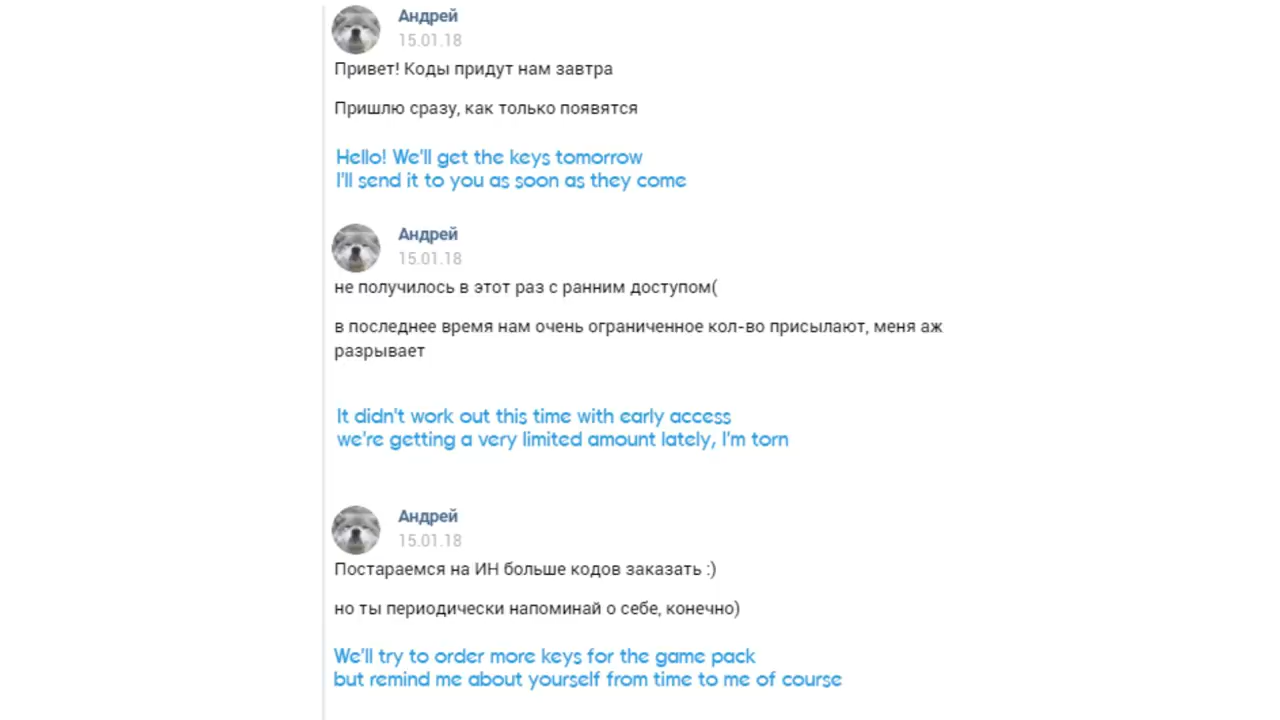 Андрей
15.01.18
Привет! Коды придут нам завтра
Пришлю сразу, как только появятся
Hello! We'll get the keys tomorrow
I'll send it to you as soon as they come
Андрей
15.01.18
не получилось в этот раз с ранним доступом(
в последнее время нам очень ограниченное кол-во присылают, меня аж
разрывает
It didn't work out this time with early access
we're getting a very limited amount lately, I'm torn
Андрей
15.01.18
Постараемся на ИН больше кодов заказать :)
но ты периодически напоминай о себе, конечно)
We'll try to order more keys for the game pack
but remind me about yourself from time to me of course